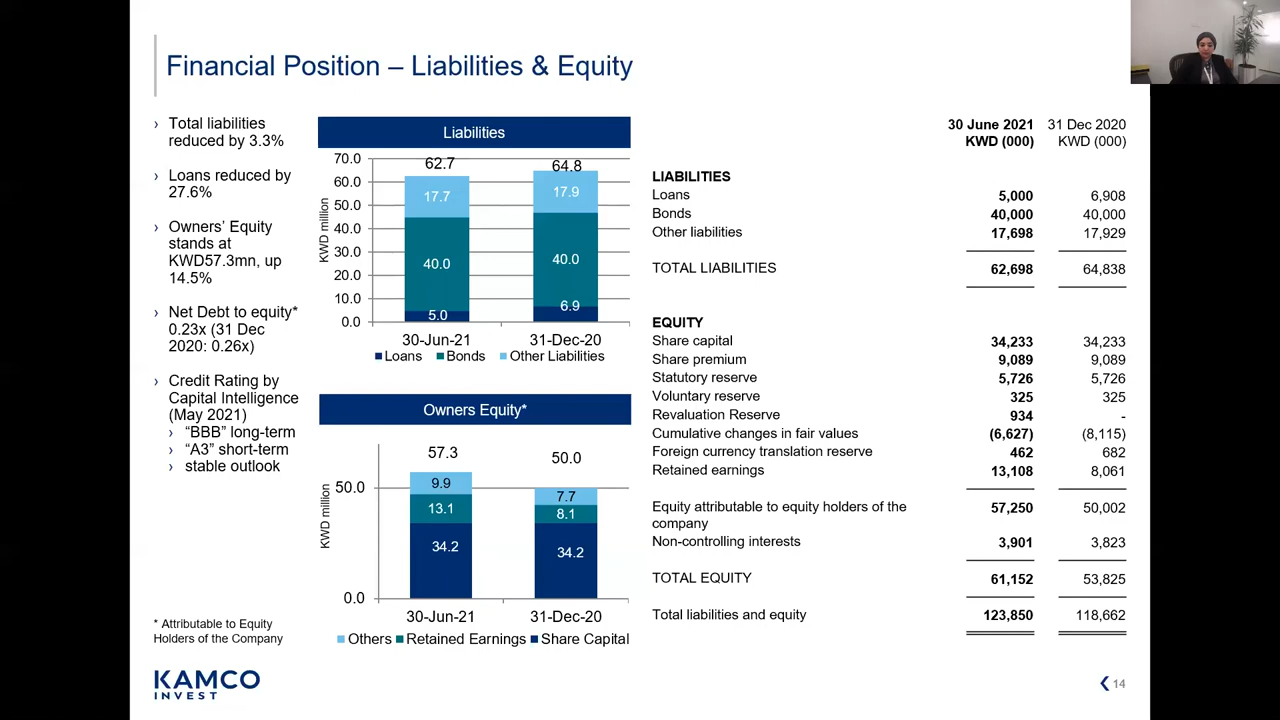 Financial Position – Liabilities & Equity
› Total liabilities
reduced by 3.3%
› Loans reduced by
27.6%
› Owners' Equity
stands at
KWD57.3mn, up
14.5%
› Net Debt to equity*
0.23x (31 Dec
2020: 0.26x)
› Credit Rating by
Capital Intelligence
(May 2021)
› “BBB” long-term
› “A3” short-term
› stable outlook
* Attributable to Equity
Holders of the Company
Liabilities
KWD million
70.0
60.0
50.0
40.0
30.0
20.0
10.0
0.0
62.7
17.7
40.0
5.0
64.8
17.9
40.0
6.9
30-Jun-21 31-Dec-20
Loans Bonds Other Liabilities
Owners Equity*
KWD million
50.0
0.0
57.3
9.9
13.1
34.2
50.0
7.7
8.1
34.2
30-Jun-21 31-Dec-20
Others Retained Earnings Share Capital
30 June 2021 31 Dec 2020
KWD (000) KWD (000)
LIABILITIES
Loans 5,000 6,908
Bonds 40,000 40,000
Other liabilities 17,698 17,929
TOTAL LIABILITIES 62,698 64,838
EQUITY
Share capital 34,233 34,233
Share premium 9,089 9,089
Statutory reserve 5,726 5,726
Voluntary reserve 325 325
Revaluation Reserve 934 -
Cumulative changes in fair values (6,627) (8,115)
Foreign currency translation reserve 462 682
Retained earnings 13,108 8,061
Equity attributable to equity holders of the 57,250 50,002
company
Non-controlling interests 3,901 3,823
TOTAL EQUITY 61,152 53,825
Total liabilities and equity 123,850 118,662
KAMCO
INVEST
14